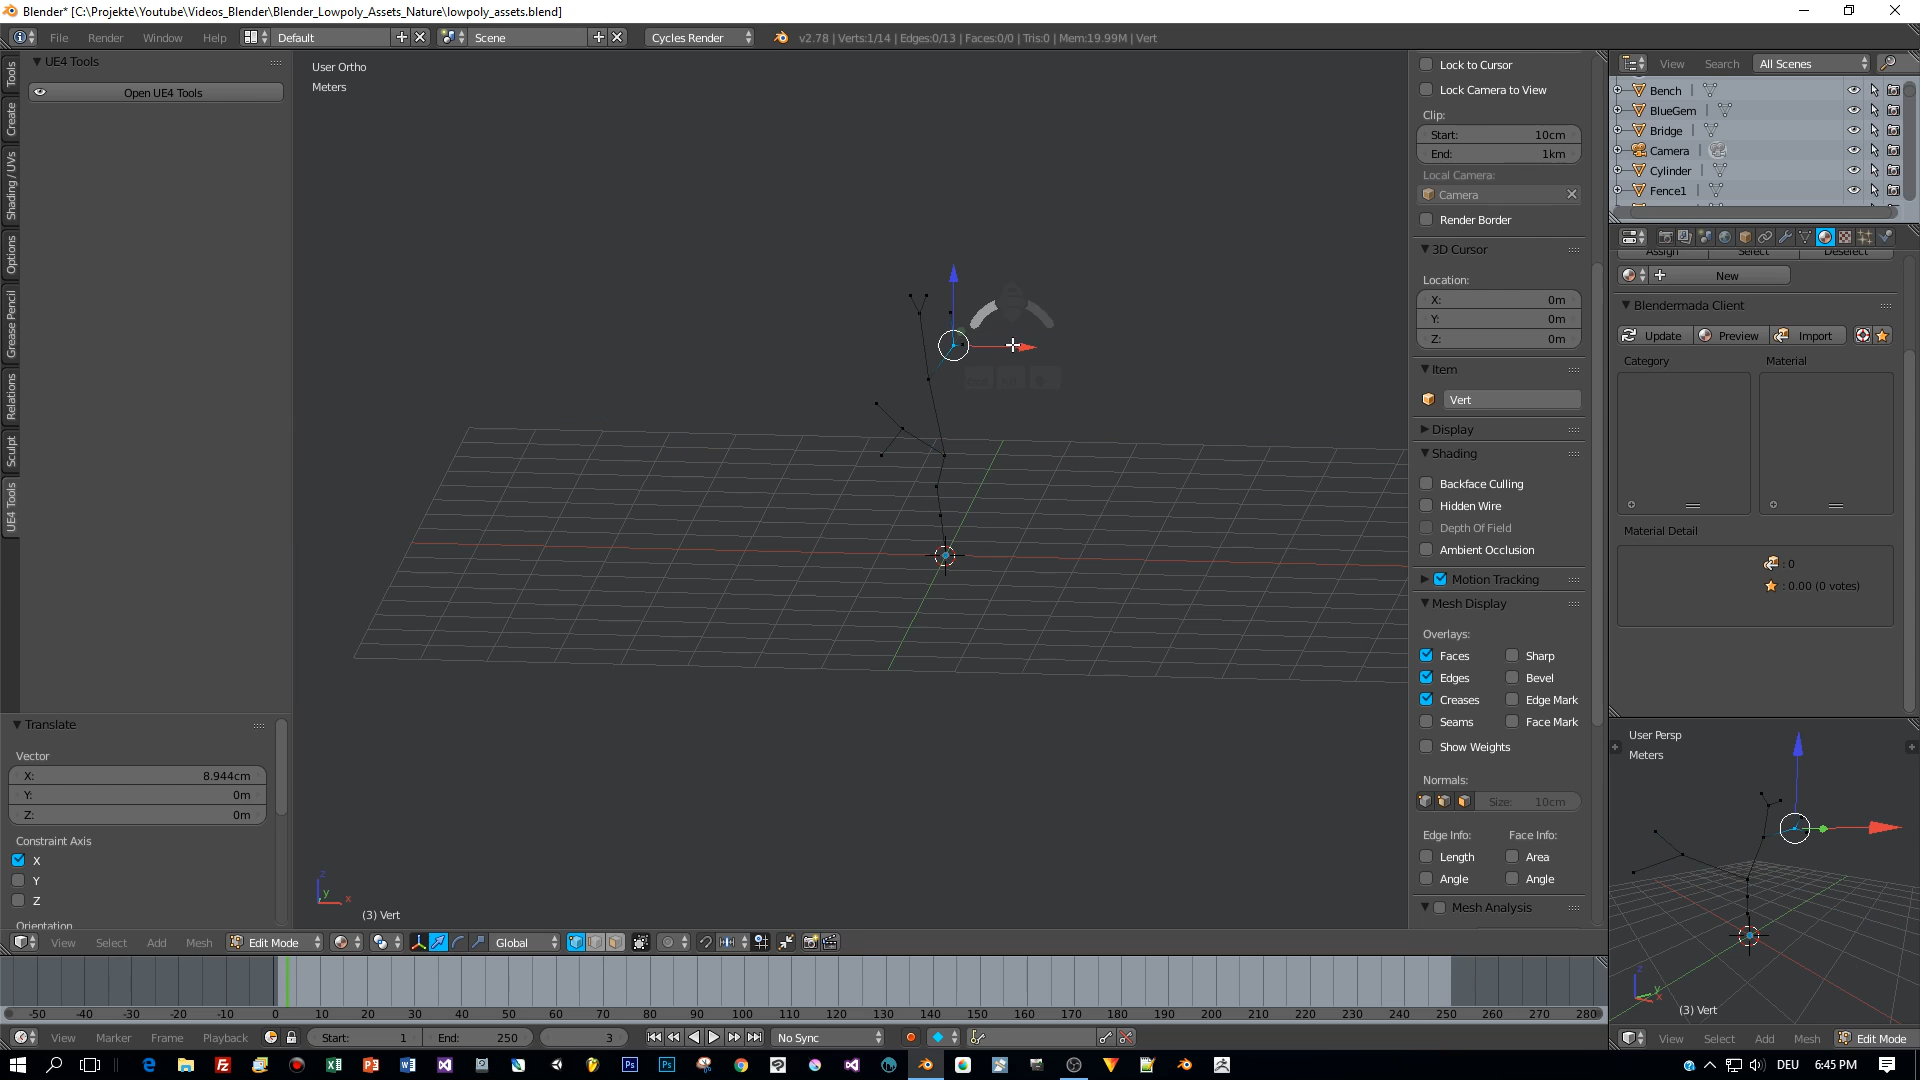 Blender* [C:\Projekte\Youtube\Videos_Blender\Blender_Lowpoly_Assets_Nature\lowpoly_assets.blend]
File Render Window Help Default Scene Cycles Render v2.78 | Verts:1/14 | Edges:0/13 | Faces:0/0 | Tris:0 | Mem:19.99M | Vert
UE4 Tools
Open UE4 Tools
Tools
Create
Shading / UVs
Options
Grease Pencil
Relations
Sculpt
UE4 Tools
Translate
Vector
X: 8.944cm
Y: 0m
Z: 0m
Constraint Axis
X
Y
Z
Orientation
User Ortho
Meters
z
y
x
(3) Vert
Lock to Cursor
Lock Camera to View
Clip:
Start: 10cm
End: 1km
Local Camera:
Camera
Render Border
3D Cursor
Location:
X: 0m
Y: 0m
Z: 0m
Item
Vert
Display
Shading
Backface Culling
Hidden Wire
Depth Of Field
Ambient Occlusion
Motion Tracking
Mesh Display
Overlays:
Faces Sharp
Edges Bevel
Creases Edge Mark
Seams Face Mark
Show Weights
Normals:
Size: 10cm
Edge Info: Face Info:
Length Area
Angle Angle
Mesh Analysis
View Search All Scenes
Bench
BlueGem
Bridge
Camera
Cylinder
Fence1
Assign Select Deselect
New
Blendermada Client
Update Preview Import
Category Material
Material Detail
: 0
: 0.00 (0 votes)
User Persp
Meters
z
y
x
(3) Vert
View Select Add Mesh Edit Mode
View Select Add Mesh Edit Mode Global
-50 -40 -30 -20 -10 0 10 20 30 40 50 60 70 80 90 100 110 120 130 140 150 160 170 180 190 200 210 220 230 240 250 260 270 280
View Marker Frame Playback Start: 1 End: 250 3 No Sync
DEU 6:45 PM